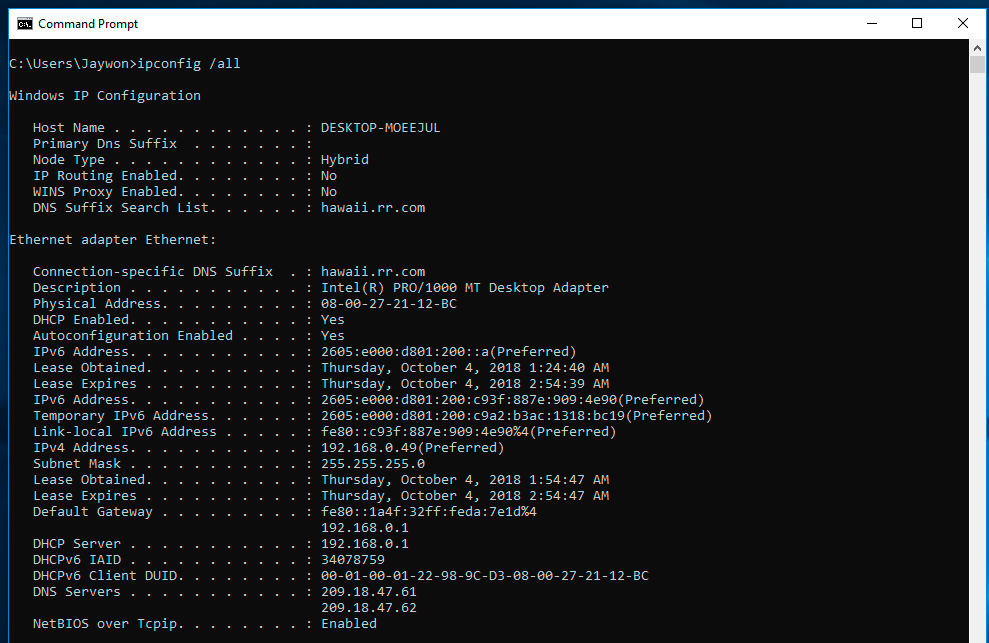 Command Prompt
C:\Users\Jaywon>ipconfig /all
Windows IP Configuration
Host Name . . . . . . . . . . . . : DESKTOP-MOEEJUL
Primary Dns Suffix  . . . . . . . :
Node Type . . . . . . . . . . . . : Hybrid
IP Routing Enabled. . . . . . . . : No
WINS Proxy Enabled. . . . . . . . : No
DNS Suffix Search List. . . . . . : hawaii.rr.com
Ethernet adapter Ethernet:
Connection-specific DNS Suffix  . : hawaii.rr.com
Description . . . . . . . . . . . : Intel(R) PRO/1000 MT Desktop Adapter
Physical Address. . . . . . . . . : 08-00-27-21-12-BC
DHCP Enabled. . . . . . . . . . . : Yes
Autoconfiguration Enabled . . . . : Yes
IPv6 Address. . . . . . . . . . . : 2605:e000:d801:200::a(Preferred)
Lease Obtained. . . . . . . . . . : Thursday, October 4, 2018 1:24:40 AM
Lease Expires . . . . . . . . . . : Thursday, October 4, 2018 2:54:39 AM
IPv6 Address. . . . . . . . . . . : 2605:e000:d801:200:c93f:887e:909:4e90(Preferred)
Temporary IPv6 Address. . . . . . : 2605:e000:d801:200:c9a2:b3ac:1318:bc19(Preferred)
Link-local IPv6 Address . . . . . : fe80::c93f:887e:909:4e90%4(Preferred)
IPv4 Address. . . . . . . . . . . : 192.168.0.49(Preferred)
Subnet Mask . . . . . . . . . . . : 255.255.255.0
Lease Obtained. . . . . . . . . . : Thursday, October 4, 2018 1:54:47 AM
Lease Expires . . . . . . . . . . : Thursday, October 4, 2018 2:54:47 AM
Default Gateway . . . . . . . . . : fe80::1a4f:32ff:feda:7e1d%4
192.168.0.1
DHCP Server . . . . . . . . . . . : 192.168.0.1
DHCPv6 IAID . . . . . . . . . . . : 34078759
DHCPv6 Client DUID. . . . . . . . : 00-01-00-01-22-98-9C-D3-08-00-27-21-12-BC
DNS Servers . . . . . . . . . . . : 209.18.47.61
209.18.47.62
NetBIOS over Tcpip. . . . . . . . : Enabled